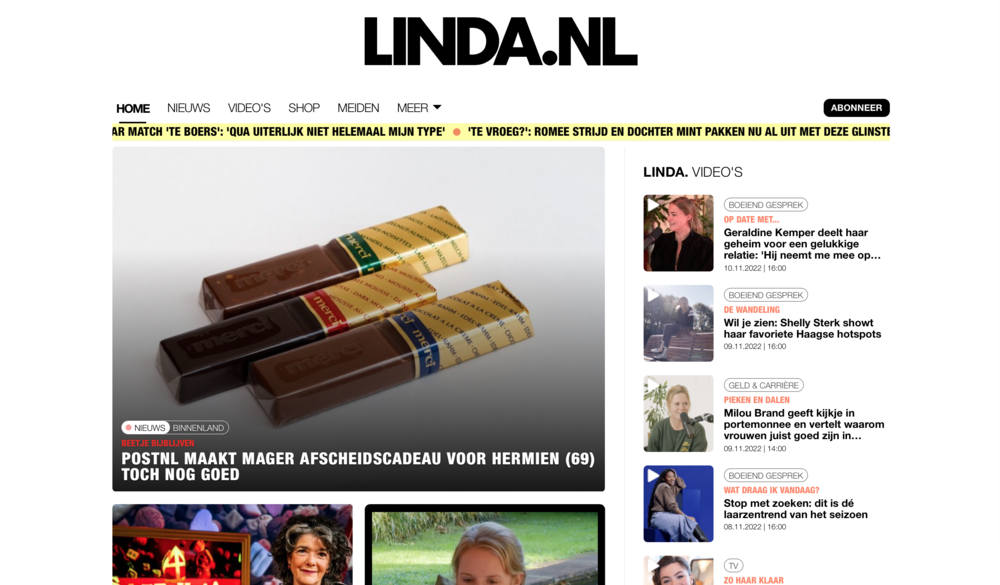 LINDA.NL
HOME NIEUWS VIDEO'S SHOP MEIDEN MEER
ABONNEER
AR MATCH 'TE BOERS': 'QUA UITERLIJK NIET HELEMAAL MIJN TYPE' 'TE VROEG?': ROMEE STRIJD EN DOCHTER MINT PAKKEN NU AL UIT MET DEZE GLINSTE
merci
merci
merci
NIEUWS BINNENLAND
BEETJE BIJBLIJVEN
POSTNL MAAKT MAGER AFSCHEIDSCADEAU VOOR HERMIEN (69)
TOCH NOG GOED
LINDA. VIDEO'S
BOEIEND GESPREK
OP DATE MET...
Geraldine Kemper deelt haar
geheim voor een gelukkige
relatie: 'Hij neemt me mee op...
10.11.2022 | 16:00
BOEIEND GESPREK
DE WANDELING
Wil je zien: Shelly Sterk showt
haar favoriete Haagse hotspots
09.11.2022 | 16:00
GELD & CARRIÈRE
PIEKEN EN DALEN
Milou Brand geeft kijkje in
portemonnee en vertelt waarom
vrouwen juist goed zijn in...
09.11.2022 | 14:00
BOEIEND GESPREK
WAT DRAAG IK VANDAAG?
Stop met zoeken: dit is dé
laarzentrend van het seizoen
08.11.2022 | 16:00
TV
ZO HAAR KLAAR